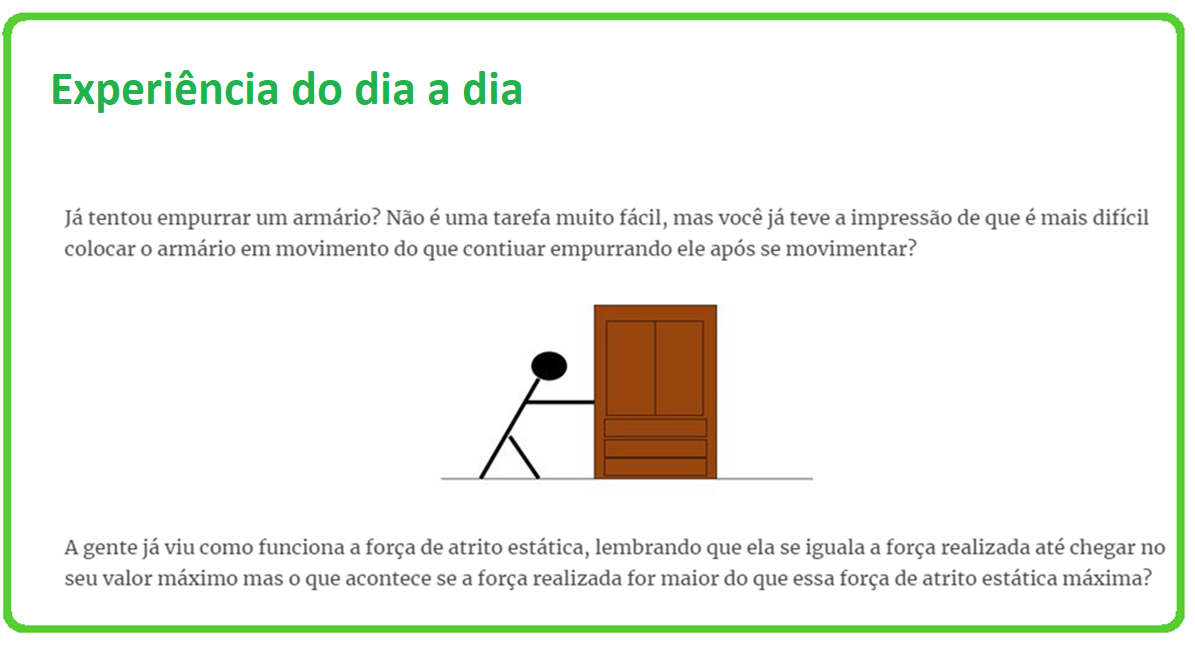 Experiência do dia a dia
Já tentou empurrar um armário? Não é uma tarefa muito fácil, mas você já teve a impressão de que é mais difícil
colocar o armário em movimento do que contiuar empurrando ele após se movimentar?
A gente já viu como funciona a força de atrito estática, lembrando que ela se iguala a força realizada até chegar no
seu valor máximo mas o que acontece se a força realizada for maior do que essa força de atrito estática máxima?